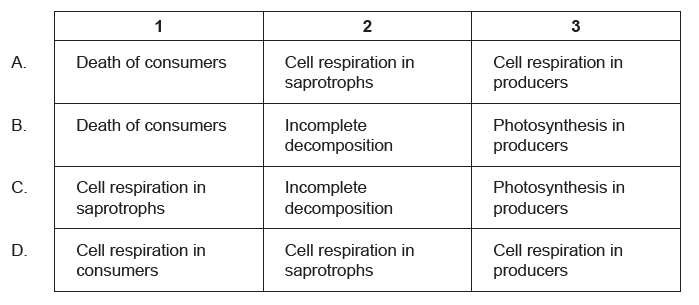 1 2 3
A. Death of consumers Cell respiration in saprotrophs Cell respiration in producers
B. Death of consumers Incomplete decomposition Photosynthesis in producers
C. Cell respiration in saprotrophs Incomplete decomposition Photosynthesis in producers
D. Cell respiration in consumers Cell respiration in saprotrophs Cell respiration in producers